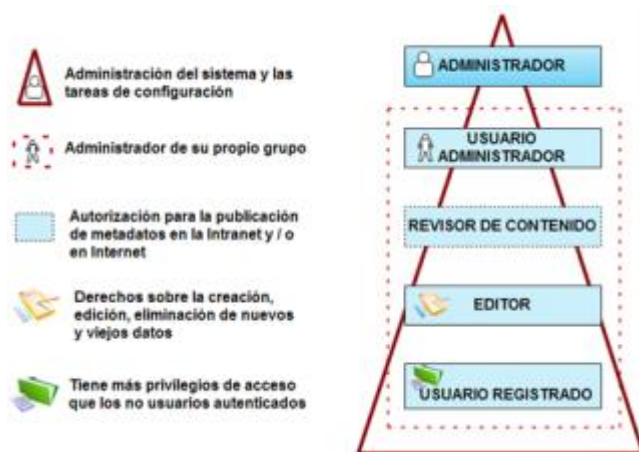 Administración del sistema y las
tareas de configuración
Administrador de su propio grupo
Autorización para la publicación
de metadatos en la Intranet y / o
en Internet
Derechos sobre la creación,
edición, eliminación de nuevos
y viejos datos
Tiene más privilegios de acceso
que los no usuarios autenticados
ADMINISTRADOR
USUARIO
ADMINISTRADOR
REVISOR DE CONTENIDO
EDITOR
USUARIO REGISTRADO